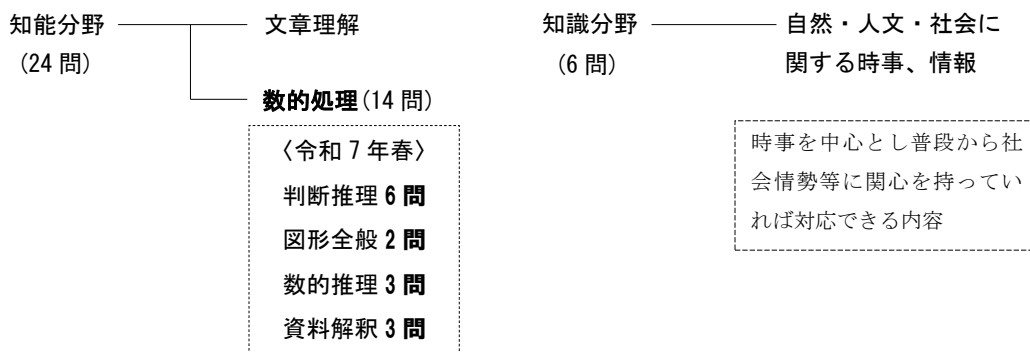 知能分野
(24問)
文章理解
数的処理(14問)
〈令和7年春〉
判断推理6問
図形全般2問
数的推理3問
資料解釈3問
知識分野
(6問)
自然・人文・社会に
関する時事、情報
時事を中心とし普段から社
会情勢等に関心を持ってい
れば対応できる内容